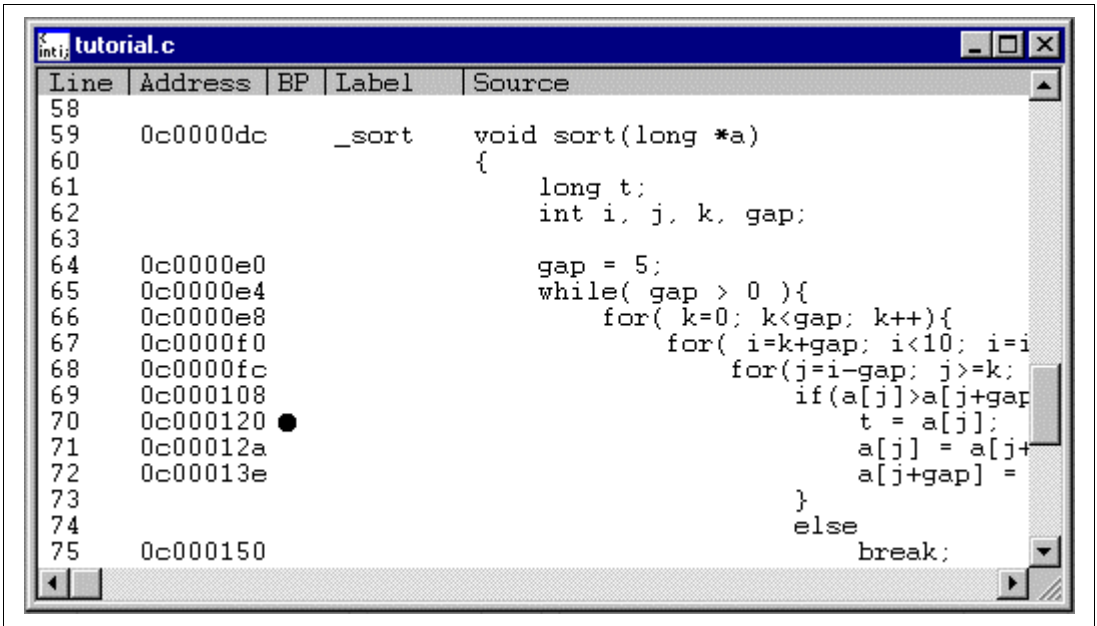 tutorial.c
Line Address BP Label Source
58
59 0c0000dc _sort void sort(long *a)
60 {
61 long t;
62 int i, j, k, gap;
63
64 0c0000e0 gap = 5;
65 0c0000e4 while( gap > 0 ){
66 0c0000e8 for( k=0; k<gap; k++){
67 0c0000f0 for( i=k+gap; i<10; i=i
68 0c0000fc for(j=i-gap; j>=k;
69 0c000108 if(a[j]>a[j+gap
70 0c000120 ● t = a[j];
71 0c00012a a[j] = a[j+
72 0c00013e a[j+gap] =
73 }
74 else
75 0c000150 break;